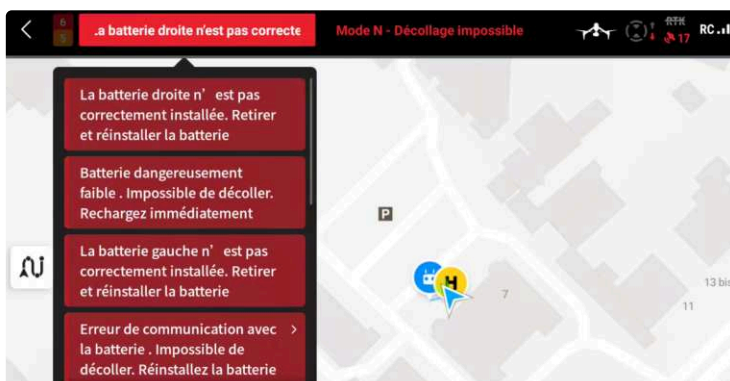 6
5
.a batterie droite n'est pas correcte
Mode N - Décollage impossible
RTK
17
RC
La batterie droite n' est pas
correctement installée. Retirer
et réinstaller la batterie
Batterie dangereusement
faible . Impossible de décoller.
Rechargez immédiatement
La batterie gauche n' est pas
correctement installée. Retirer
et réinstaller la batterie
Erreur de communication avec
la batterie . Impossible de
décoller. Réinstallez la batterie
P
H
7
13 bis
11